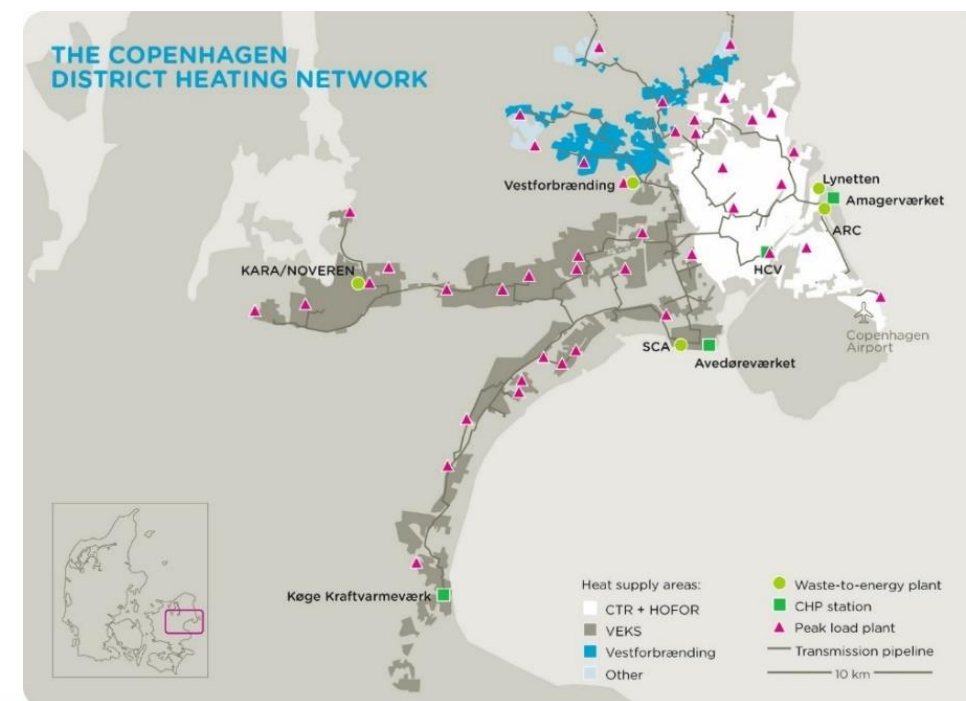 THE COPENHAGEN
DISTRICT HEATING NETWORK
Vestforbrænding
Lynetten
Amagerværket
ARC
KARA/NOVEREN
HCV
Copenhagen
Airport
SCA
Avedøreværket
Køge Kraftvarmeværk
Heat supply areas:
CTR + HOFOR
VEKS
Vestforbrænding
Other
Waste-to-energy plant
CHP station
Peak load plant
Transmission pipeline
10 km